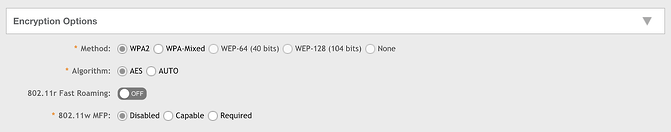 Encryption Options
* Method: WPA2 WPA-Mixed WEP-64 (40 bits) WEP-128 (104 bits) None
* Algorithm: AES AUTO
802.11r Fast Roaming: OFF
* 802.11w MFP: Disabled Capable Required